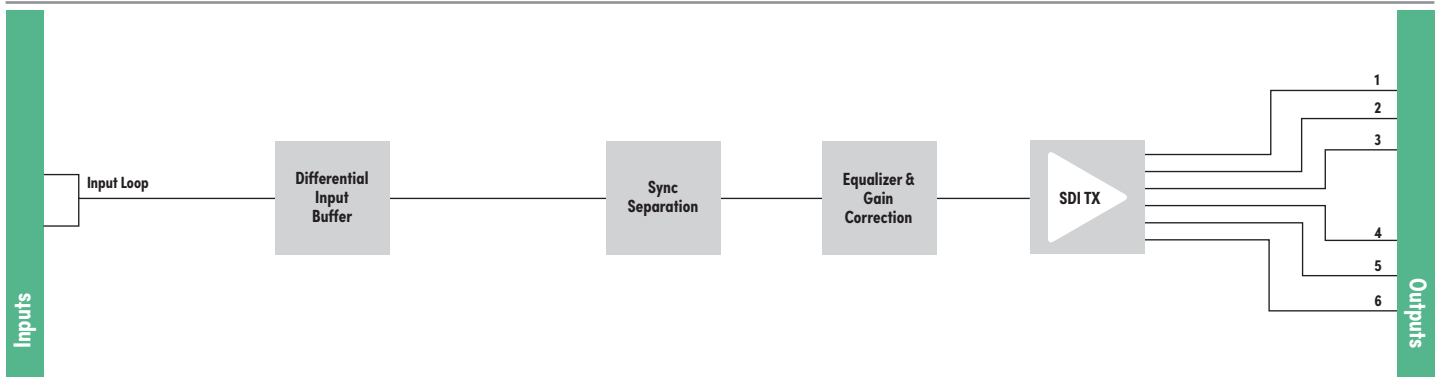 Inputs
Input Loop
Differential
Input
Buffer
Sync
Separation
Equalizer &
Gain
Correction
SDI TX
1
2
3
4
5
6
Outputs